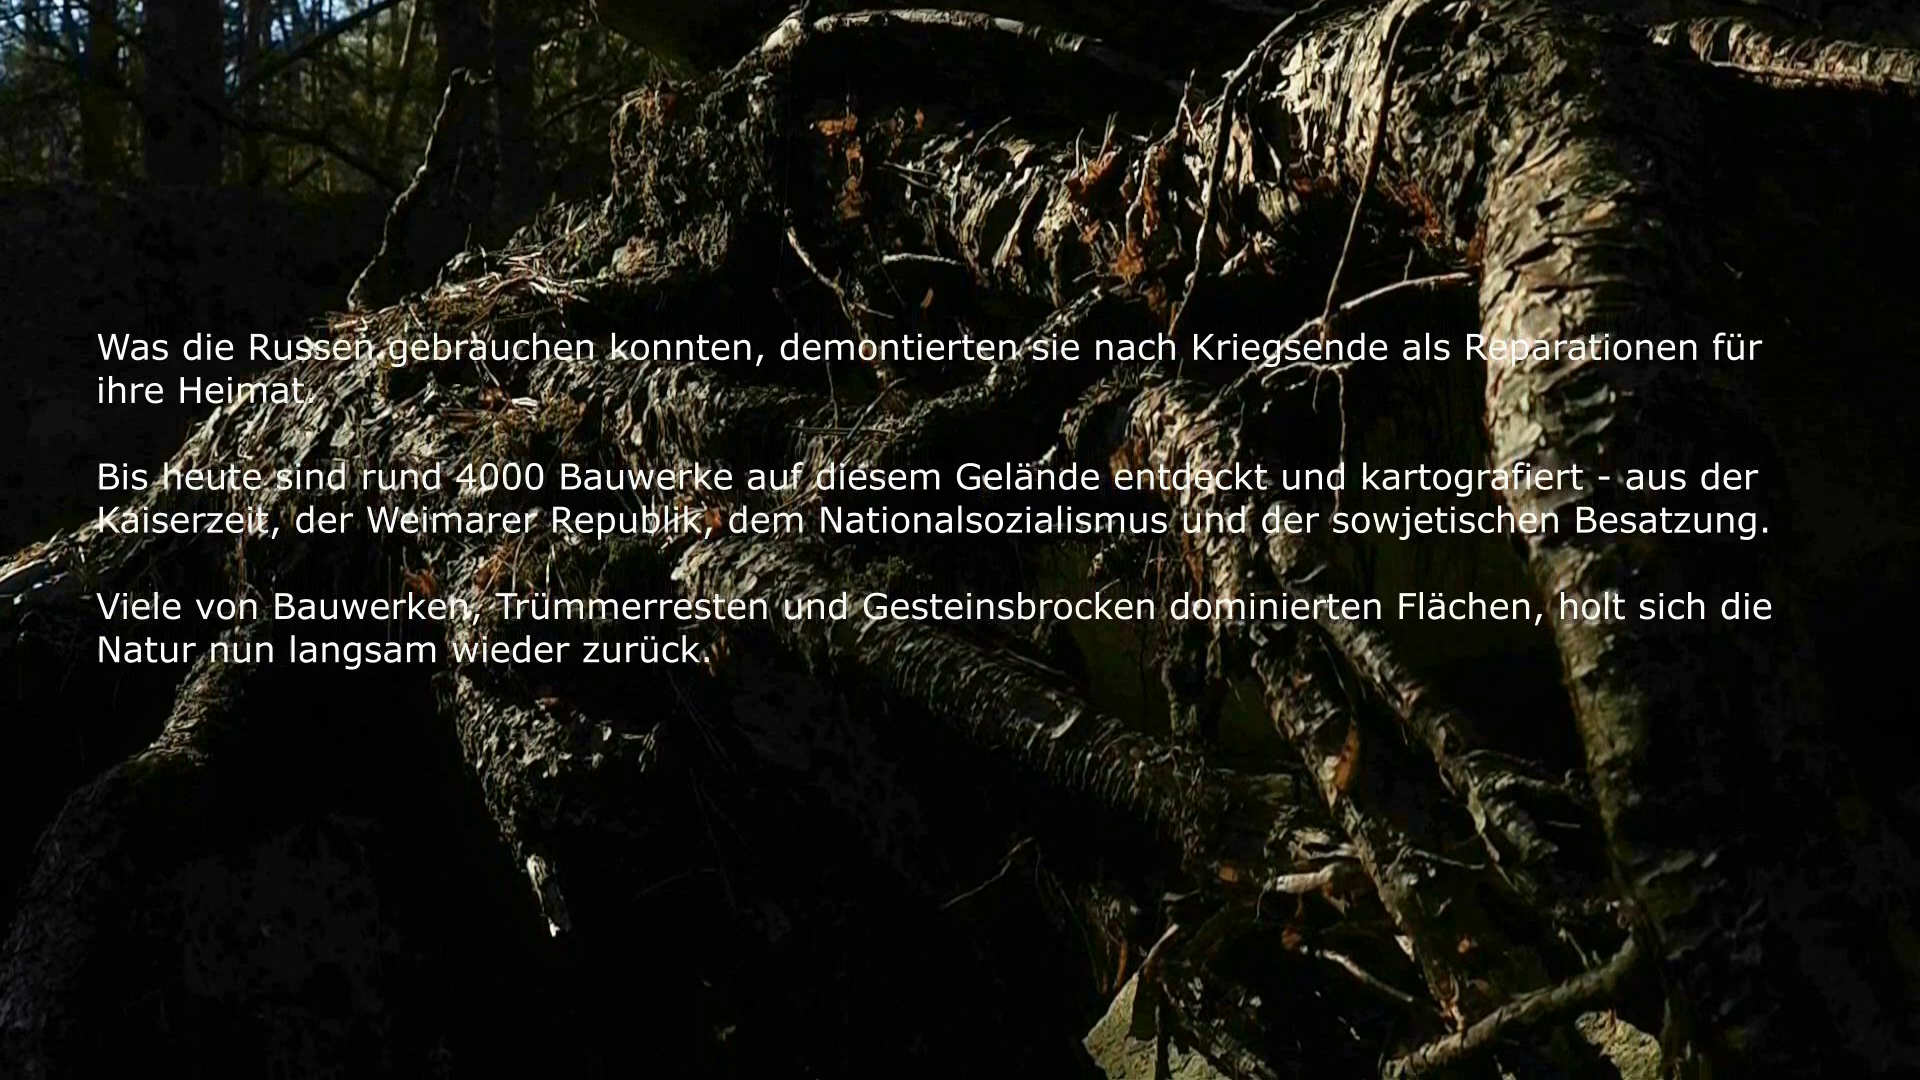 Was die Russen gebrauchen konnten, demontierten sie nach Kriegsende als Reparationen für
ihre Heimat.
Bis heute sind rund 4000 Bauwerke auf diesem Gelände entdeckt und kartografiert - aus der
Kaiserzeit, der Weimarer Republik, dem Nationalsozialismus und der sowjetischen Besatzung.
Viele von Bauwerken, Trümmerresten und Gesteinsbrocken dominierten Flächen, holt sich die
Natur nun langsam wieder zurück.